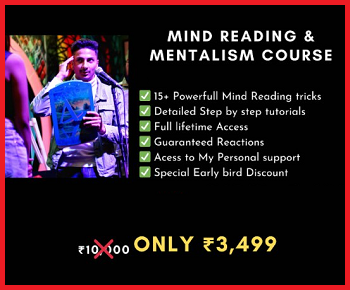 MIND READING &
MENTALISM COURSE
✅ 15+ Powerfull Mind Reading tricks
✅ Detailed Step by step tutorials
✅ Full lifetime Access
✅ Guaranteed Reactions
✅ Acess to My Personal support
✅ Special Early bird Discount
₹10,000 ONLY ₹3,499